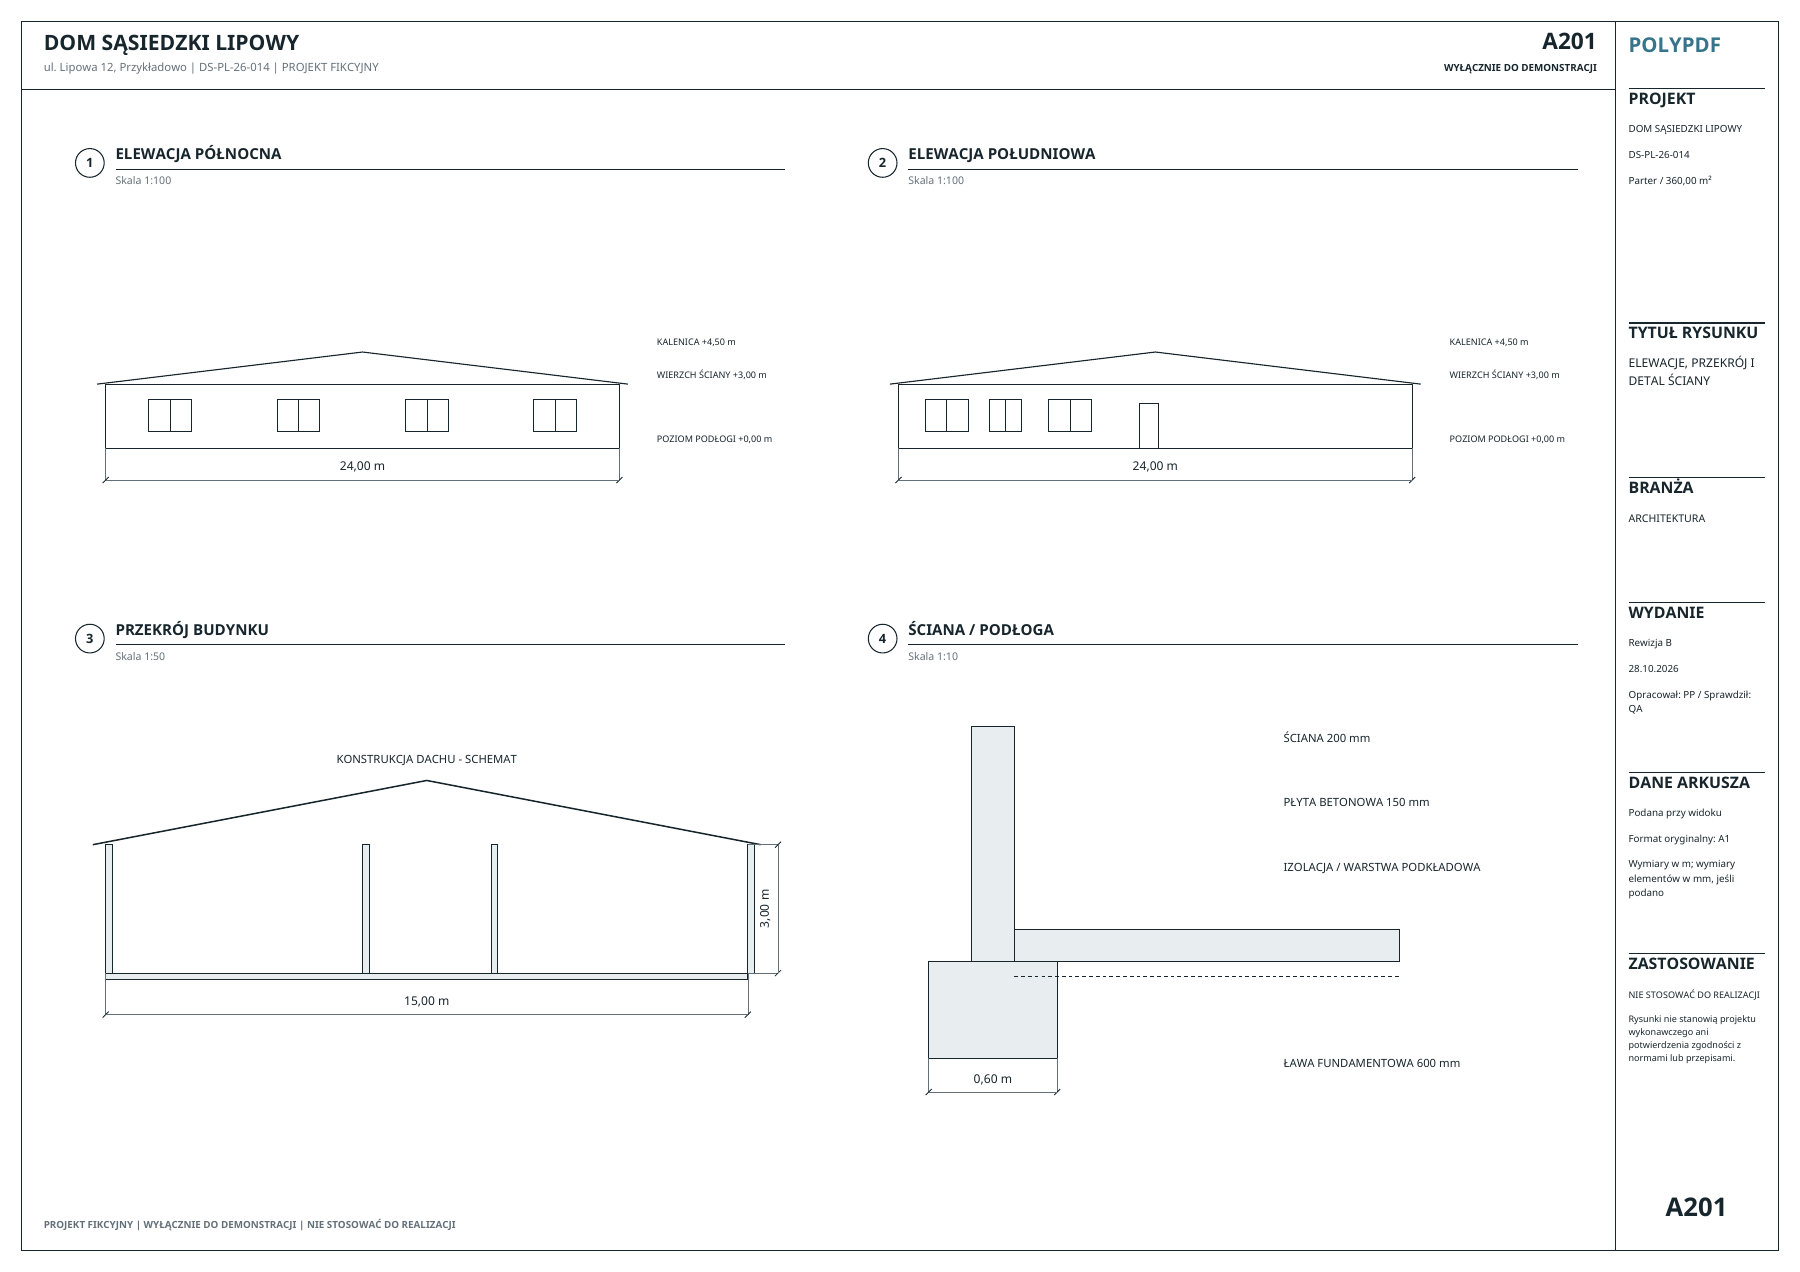 DOM SĄSIEDZKI LIPOWY
ul. Lipowa 12, Przykładowo | DS-PL-26-014 | PROJEKT FIKCYJNY
A201
WYŁĄCZNIE DO DEMONSTRACJI
1
ELEWACJA PÓŁNOCNA
Skala 1:100
KALENICA +4,50 m
WIERZCH ŚCIANY +3,00 m
POZIOM PODŁOGI +0,00 m
24,00 m
2
ELEWACJA POŁUDNIOWA
Skala 1:100
KALENICA +4,50 m
WIERZCH ŚCIANY +3,00 m
POZIOM PODŁOGI +0,00 m
24,00 m
3
PRZEKRÓJ BUDYNKU
Skala 1:50
KONSTRUKCJA DACHU - SCHEMAT
3,00 m
15,00 m
4
ŚCIANA / PODŁOGA
Skala 1:10
ŚCIANA 200 mm
PŁYTA BETONOWA 150 mm
IZOLACJA / WARSTWA PODKŁADOWA
ŁAWA FUNDAMENTOWA 600 mm
0,60 m
POLYPDF
PROJEKT
DOM SĄSIEDZKI LIPOWY
DS-PL-26-014
Parter / 360,00 m²
TYTUŁ RYSUNKU
ELEWACJE, PRZEKRÓJ I
DETAL ŚCIANY
BRANŻA
ARCHITEKTURA
WYDANIE
Rewizja B
28.10.2026
Opracował: PP / Sprawdził:
QA
DANE ARKUSZA
Podana przy widoku
Format oryginalny: A1
Wymiary w m; wymiary
elementów w mm, jeśli
podano
ZASTOSOWANIE
NIE STOSOWAĆ DO REALIZACJI
Rysunki nie stanowią projektu
wykonawczego ani
potwierdzenia zgodności z
normami lub przepisami.
A201
PROJEKT FIKCYJNY | WYŁĄCZNIE DO DEMONSTRACJI | NIE STOSOWAĆ DO REALIZACJI